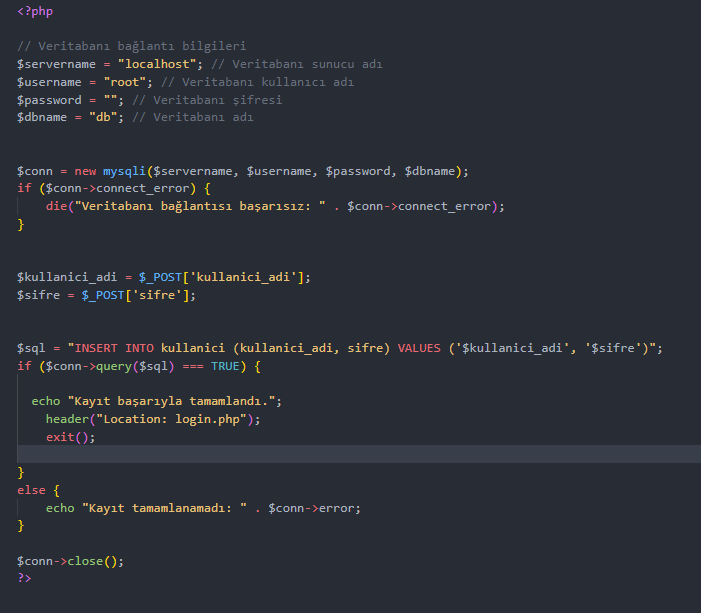 <?php
// Veritabanı bağlantı bilgileri
$servername = "localhost"; // Veritabanı sunucu adı
$username = "root"; // Veritabanı kullanıcı adı
$password = ""; // Veritabanı şifresi
$dbname = "db"; // Veritabanı adı
$conn = new mysqli($servername, $username, $password, $dbname);
if ($conn->connect_error) {
die("Veritabanı bağlantısı başarısız: " . $conn->connect_error);
}
$kullanici_adi = $_POST['kullanici_adi'];
$sifre = $_POST['sifre'];
$sql = "INSERT INTO kullanici (kullanici_adi, sifre) VALUES ('$kullanici_adi', '$sifre')";
if ($conn->query($sql) === TRUE) {
echo "Kayıt başarıyla tamamlandı.";
header("Location: login.php");
exit();
}
else {
echo "Kayıt tamamlanamadı: " . $conn->error;
}
$conn->close();
?>